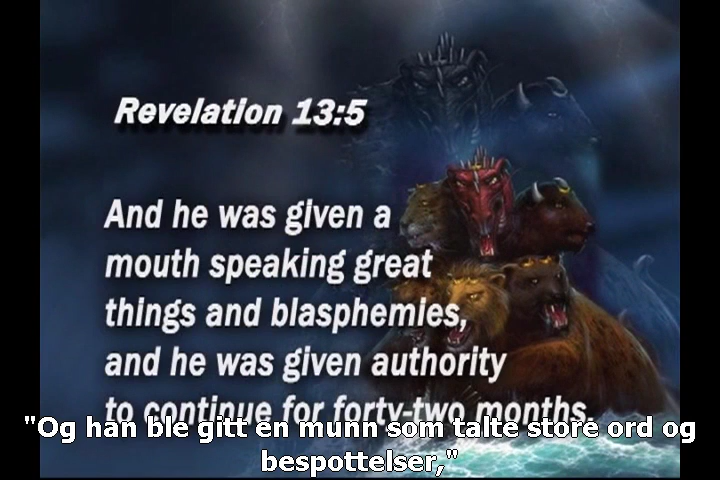 Revelation 13:5
And he was given a
mouth speaking great
things and blasphemies,
and he was given authority
to continue for forty-two months.
"Og han ble gitt en munn som talte store ord og
bespottelser,"